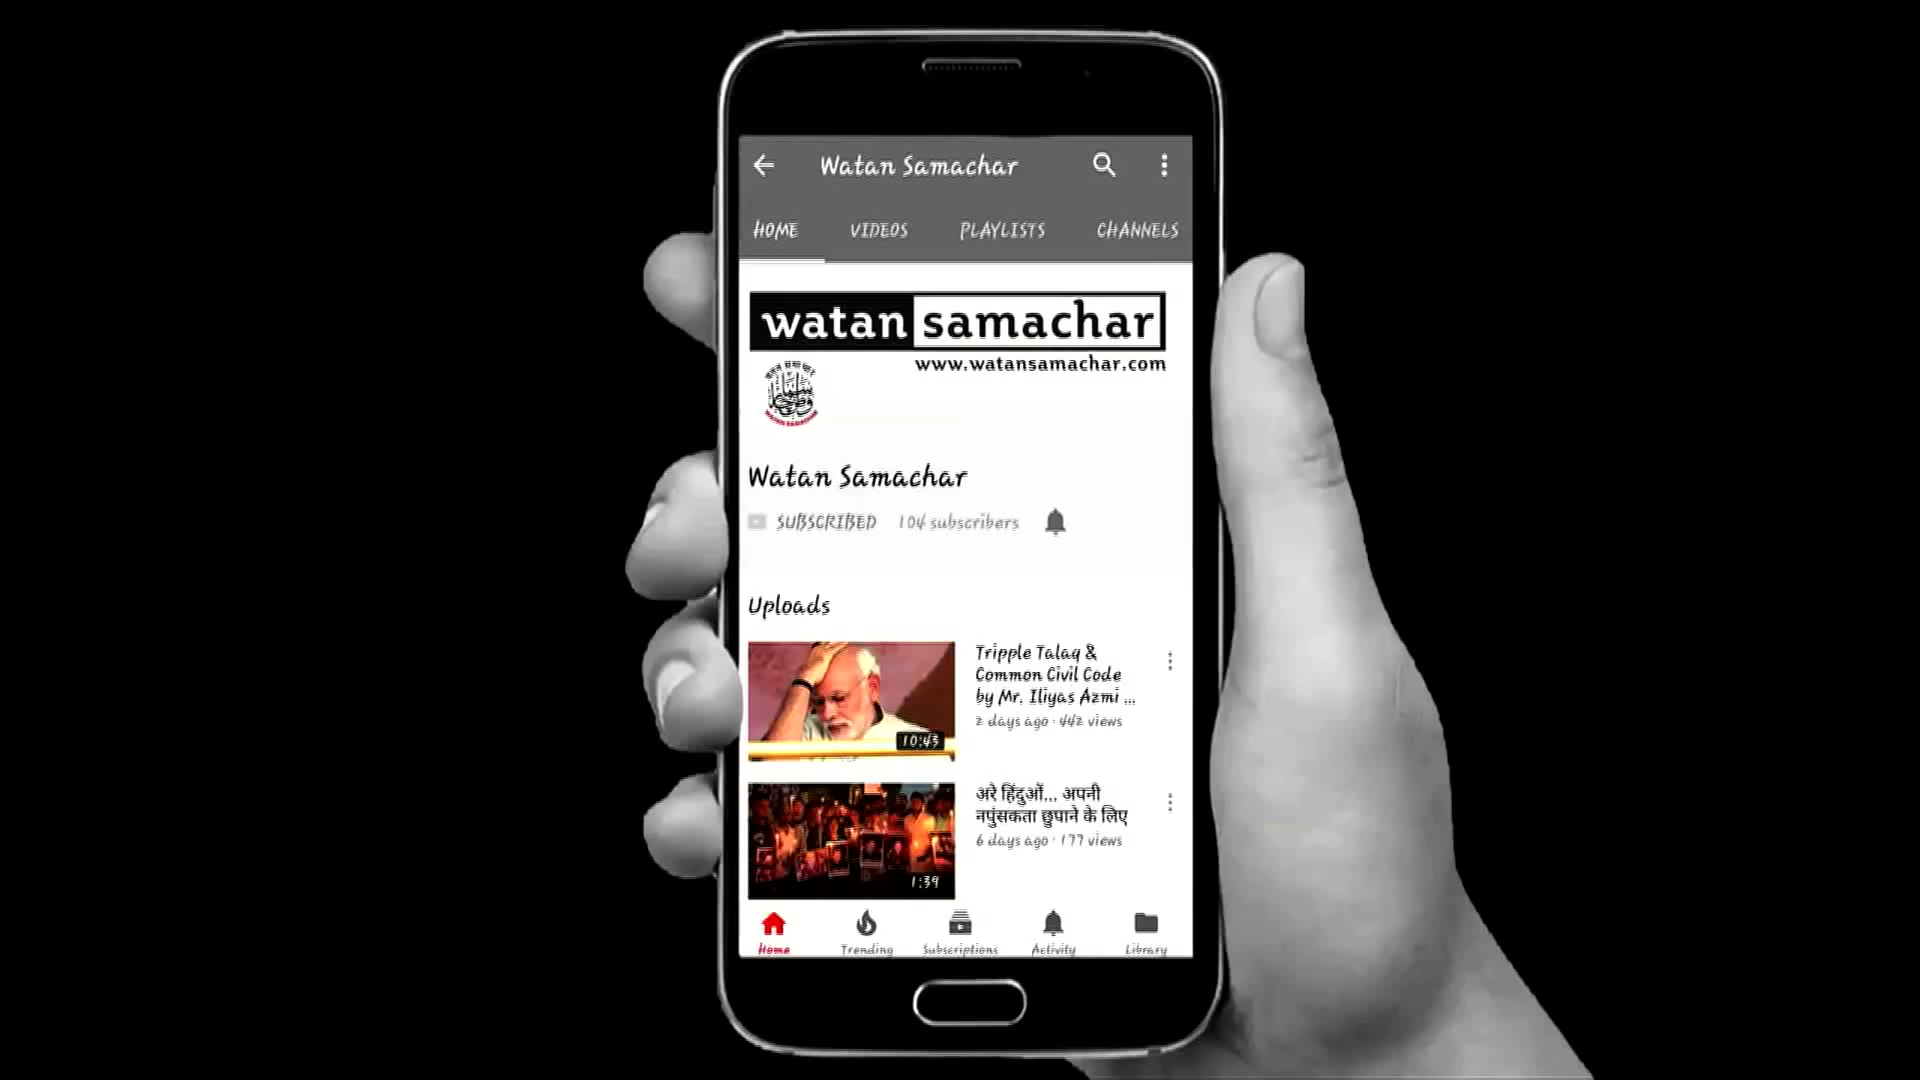 Watan Samachar
HOME VIDEOS PLAYLISTS CHANNELS
watan samachar
www.watansamachar.com
WATAN SAMACHAR
Watan Samachar
SUBSCRIBED 104 subscribers
Uploads
Tripple Talaq &
Common Civil Code
by Mr. Iliyas Azmi ...
2 days ago · 442 views
10:43
अरे हिंदुओं... अपनी
नपुंसकता छुपाने के लिए
6 days ago · 177 views
1:39
Home Trending Subscriptions Activity Library